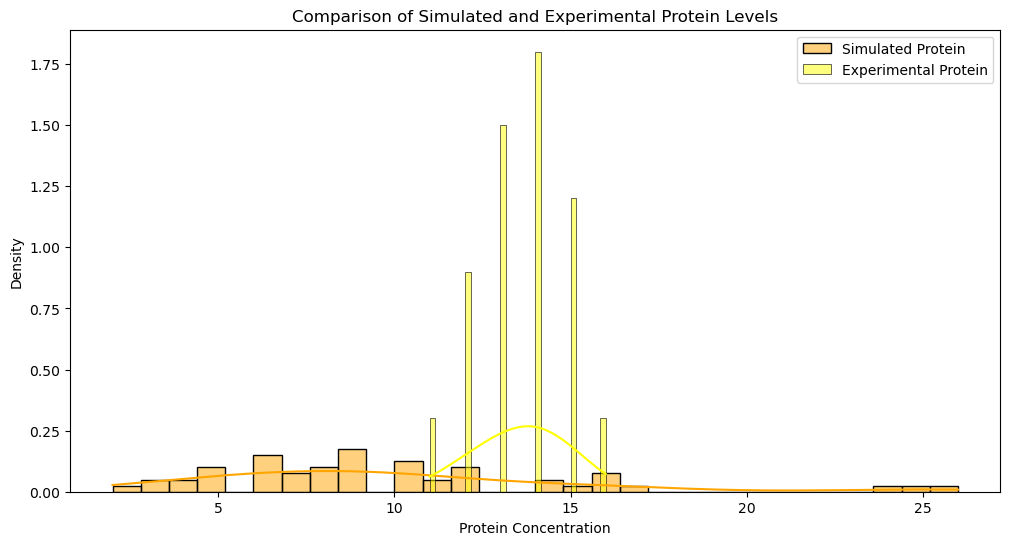 Comparison of Simulated and Experimental Protein Levels
Simulated Protein
Experimental Protein
Density
1.75
1.50
1.25
1.00
0.75
0.50
0.25
0.00
5
10
15
20
25
Protein Concentration